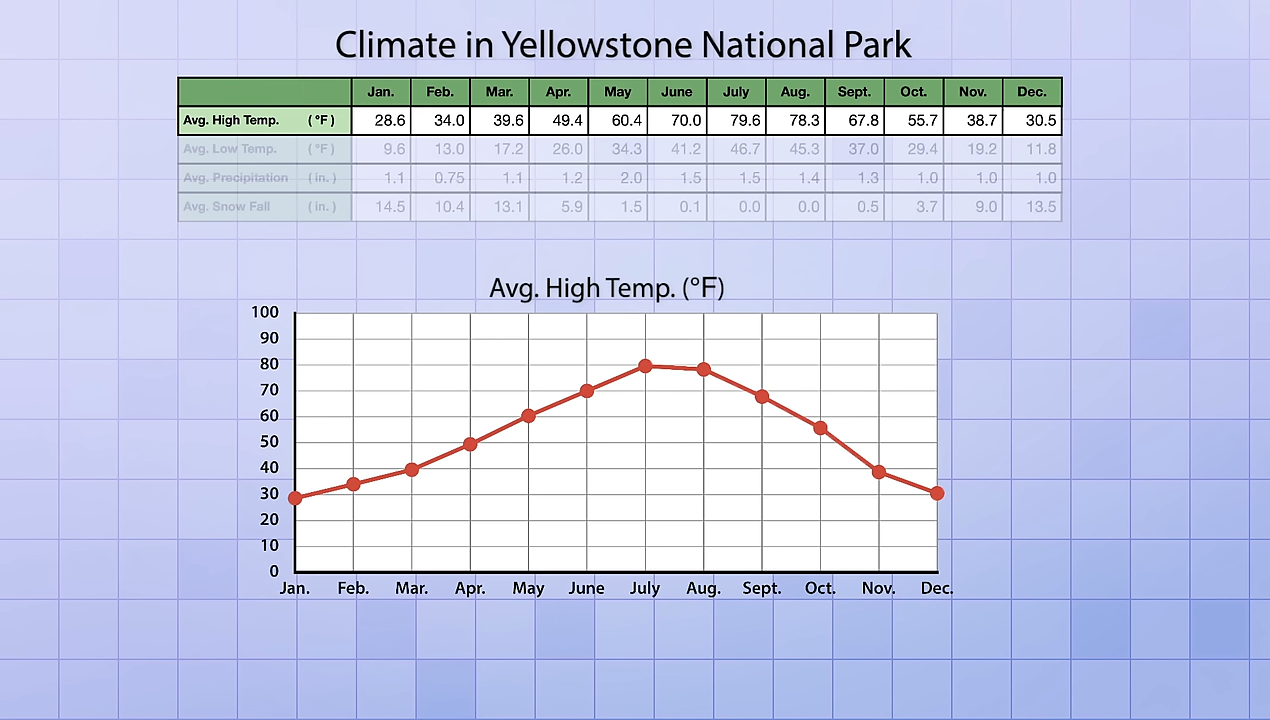 Climate in Yellowstone National Park
Jan. Feb. Mar. Apr. May June July Aug. Sept. Oct. Nov. Dec.
Avg. High Temp. (°F) 28.6 34.0 39.6 49.4 60.4 70.0 79.6 78.3 67.8 55.7 38.7 30.5
Avg. Low Temp. (°F) 9.6 13.0 17.2 26.0 34.3 41.2 46.7 45.3 37.0 29.4 19.2 11.8
Avg. Precipitation (in.) 1.1 0.75 1.1 1.2 2.0 1.5 1.5 1.4 1.3 1.0 1.0 1.0
Avg. Snow Fall (in.) 14.5 10.4 13.1 5.9 1.5 0.1 0.0 0.0 0.5 3.7 9.0 13.5
Avg. High Temp. (°F)
100
90
80
70
60
50
40
30
20
10
0
Jan. Feb. Mar. Apr. May June July Aug. Sept. Oct. Nov. Dec.